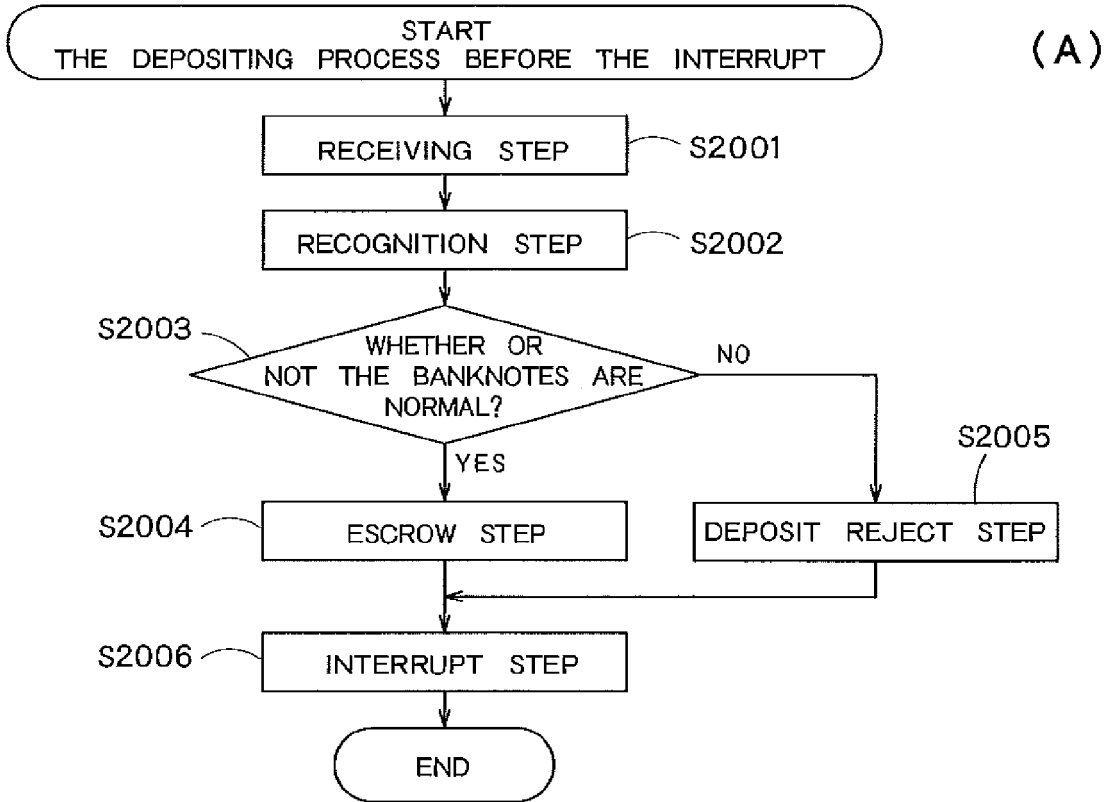 START
THE DEPOSITING PROCESS BEFORE THE INTERRUPT
(A)
RECEIVING STEP
S2001
RECOGNITION STEP
S2002
S2003
WHETHER OR
NOT THE BANKNOTES ARE
NORMAL?
NO
YES
S2005
S2004
ESCROW STEP
DEPOSIT REJECT STEP
S2006
INTERRUPT STEP
END